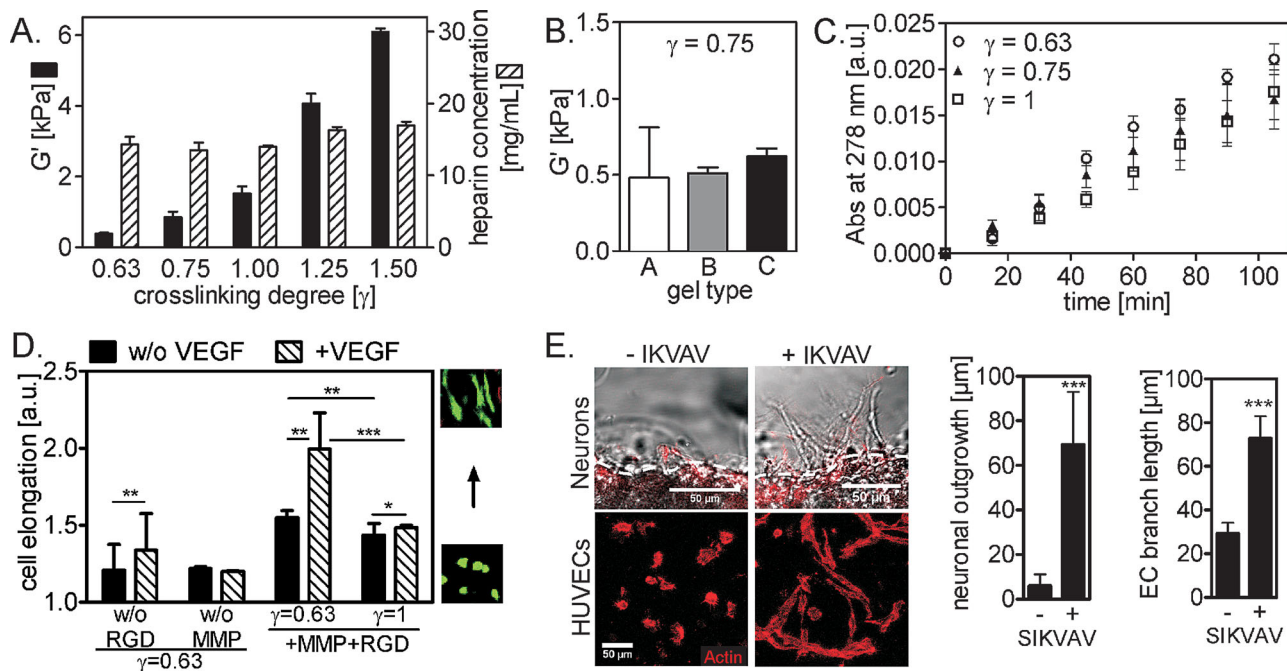 A.
G' [kPa]
6
4
2
0
30
20
10
0
heparin concentration
[mg/mL]
0.63 0.75 1.00 1.25 1.50
crosslinking degree [γ]
B.
γ = 0.75
G' [kPa]
1.5
1.0
0.5
0.0
A B C
gel type
C.
γ = 0.63
γ = 0.75
γ = 1
Abs at 278 nm [a.u.]
0.025
0.020
0.015
0.010
0.005
0.000
0 20 40 60 80 100
time [min]
D.
w/o VEGF +VEGF
cell elongation [a.u.]
2.5
2.0
1.5
1.0
**
**
**
***
*
w/o
RGD
w/o
MMP
γ=0.63
γ=0.63 γ=1
+MMP+RGD
E.
- IKVAV + IKVAV
Neurons
50 µm
50 µm
HUVECs
50 µm
Actin
neuronal outgrowth [µm]
100
80
60
40
20
0
***
- +
SIKVAV
EC branch length [µm]
100
80
60
40
20
0
***
- +
SIKVAV